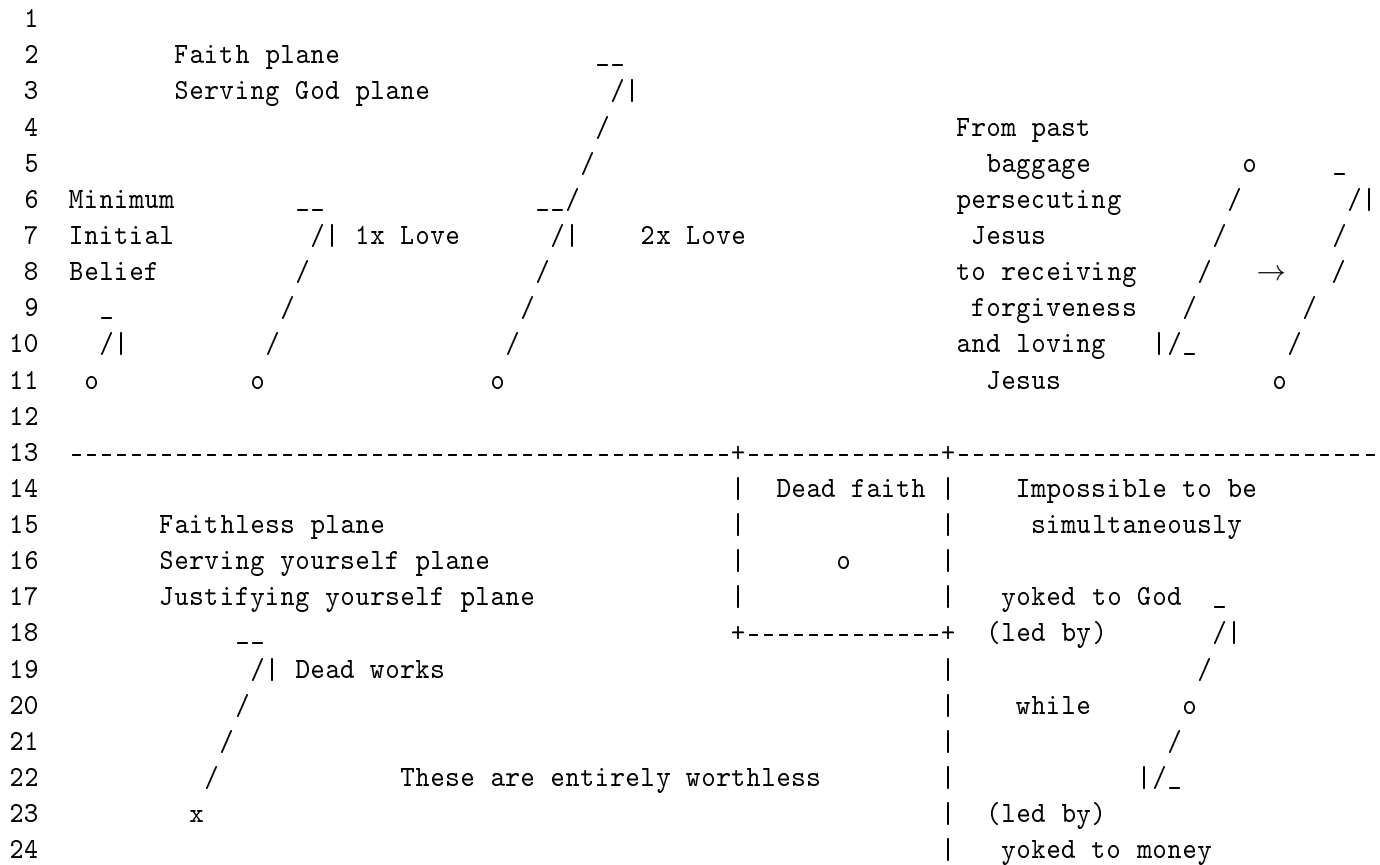 1
2         Faith plane                 __
3         Serving God plane            /|
4                                     /                       From past
5                                    /                          baggage          o     _
6  Minimum        __              __/                         persecuting       /       /|
7  Initial         /| 1x Love      /|    2x Love               Jesus           /       /
8  Belief         /               /                           to receiving    /   →   /
9    _           /               /                             forgiveness   /       /
10   /|         /               /                             and loving   |/_      /
11  o          o               o                                Jesus              o
12
13 --------------------------------------------+-------------+----------------------------
14                                             |  Dead faith |    Impossible to be
15       Faithless plane                       |             |     simultaneously
16       Serving yourself plane                |      o      |
17       Justifying yourself plane             |             |   yoked to God  _
18            __                               +-------------+  (led by)       /|
19             /| Dead works                                 |                /
20            /                                              |    while      o
21           /                                               |              /
22          /            These are entirely worthless        |            |/_
23         x                                                 |  (led by)
24                                                           |   yoked to money